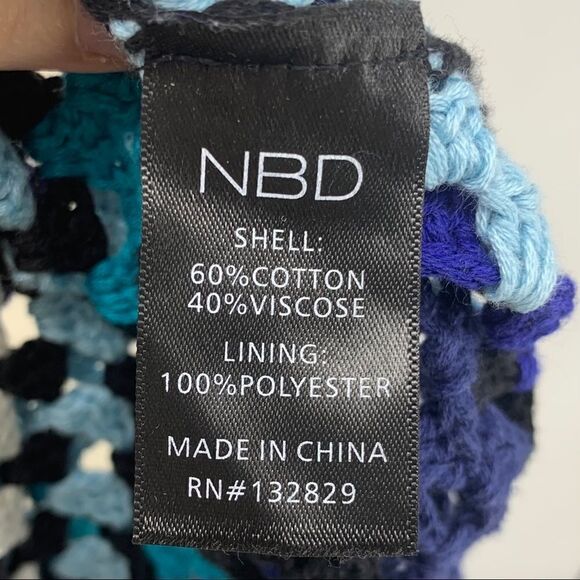 NBD
SHELL:
60%COTTON
40%VISCOSE
LINING:
100%POLYESTER
MADE IN CHINA
RN#132829